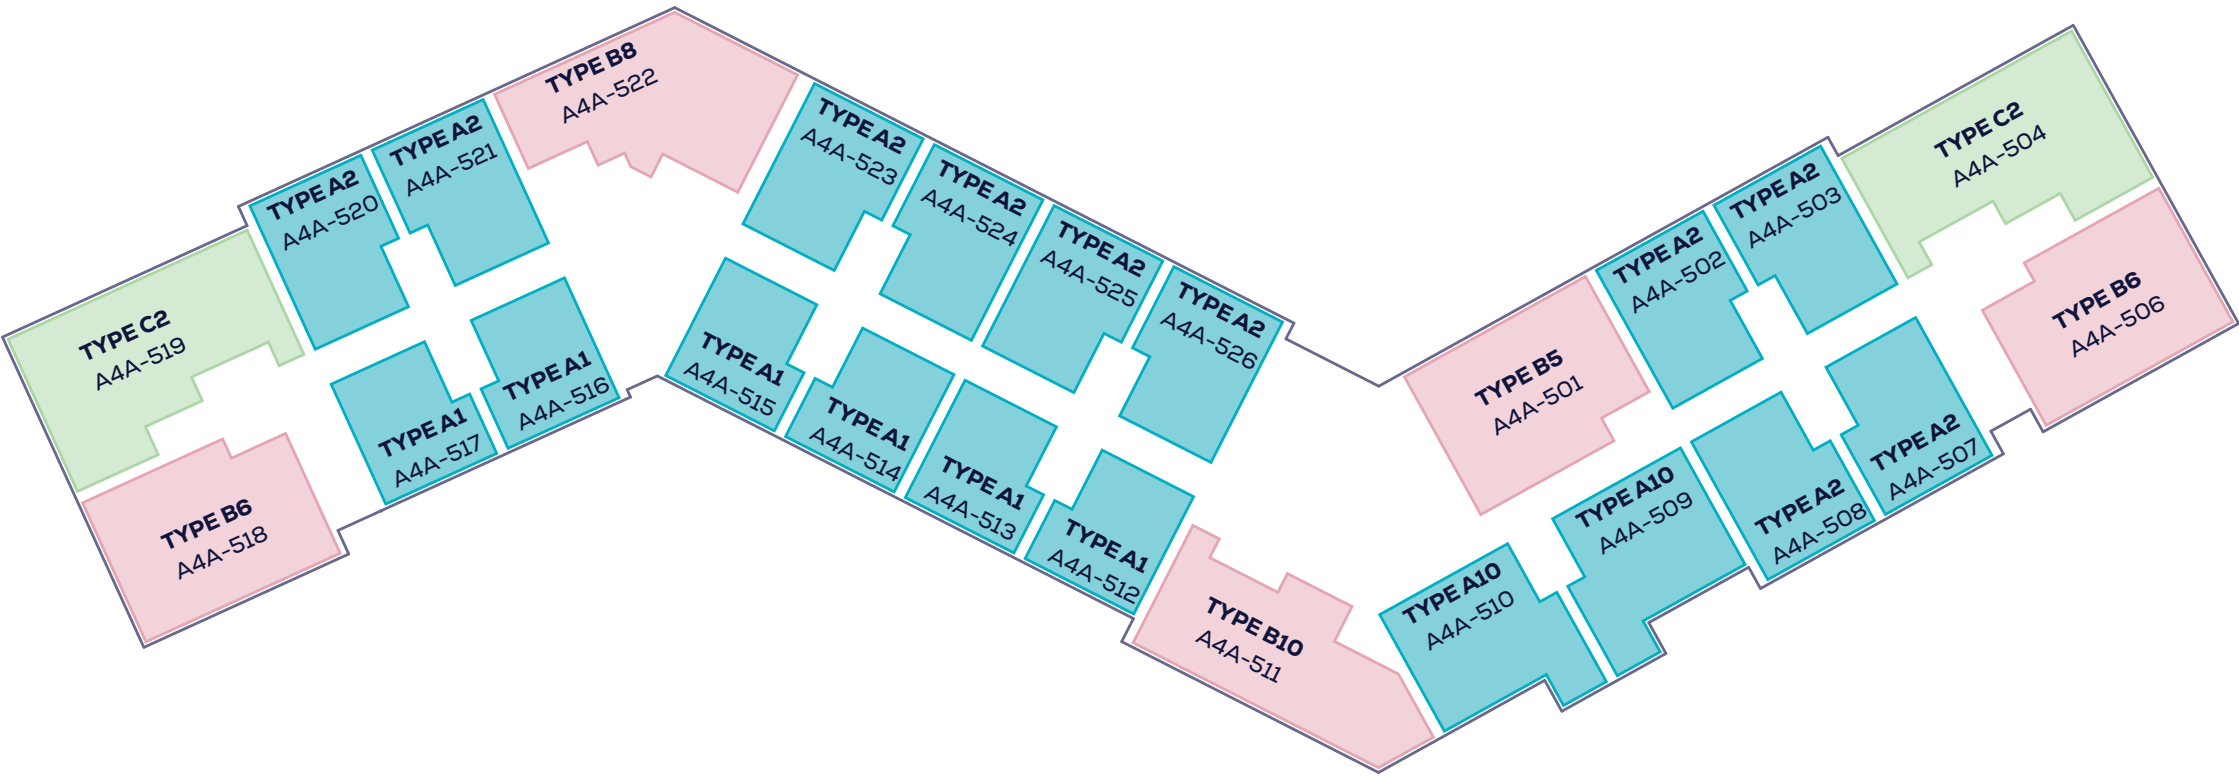 TYPE B8
A4A-522
TYPE A2
A4A-521
TYPE A2
A4A-520
TYPE C2
A4A-519
TYPE B6
A4A-518
TYPE A1
A4A-517
TYPE A1
A4A-516
TYPE A2
A4A-523
TYPE A2
A4A-524
TYPE A2
A4A-525
TYPE A2
A4A-526
TYPE A1
A4A-515
TYPE A1
A4A-514
TYPE A1
A4A-513
TYPE A1
A4A-512
TYPE B10
A4A-511
TYPE C2
A4A-504
TYPE A2
A4A-503
TYPE A2
A4A-502
TYPE B5
A4A-501
TYPE B6
A4A-506
TYPE A2
A4A-507
TYPE A2
A4A-508
TYPE A10
A4A-509
TYPE A10
A4A-510